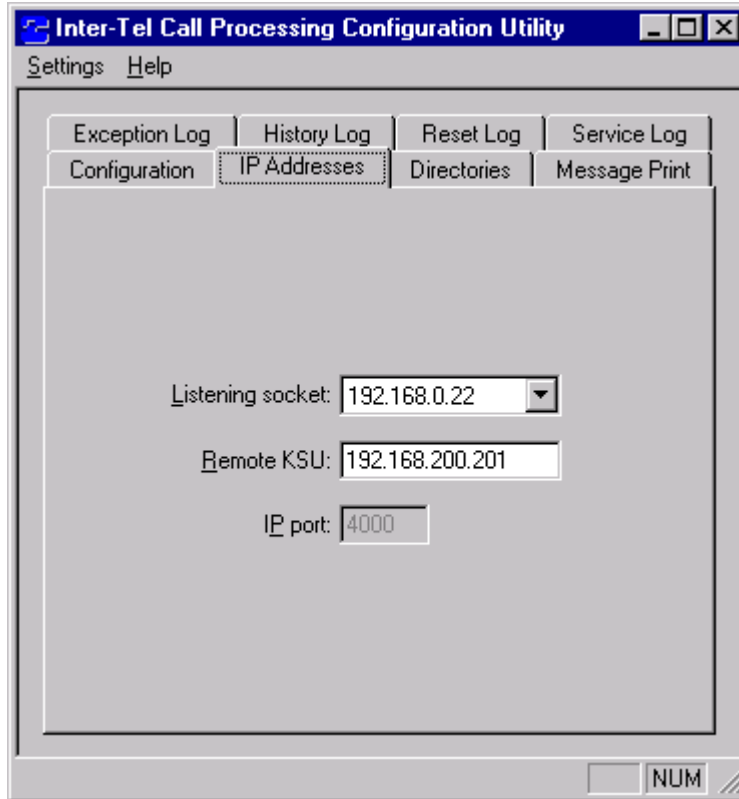 Inter-Tel Call Processing Configuration Utility
Settings Help
Exception Log History Log Reset Log Service Log
Configuration IP Addresses Directories Message Print
Listening socket: 192.168.0.22
Remote KSU: 192.168.200.201
IP port: 4000
NUM